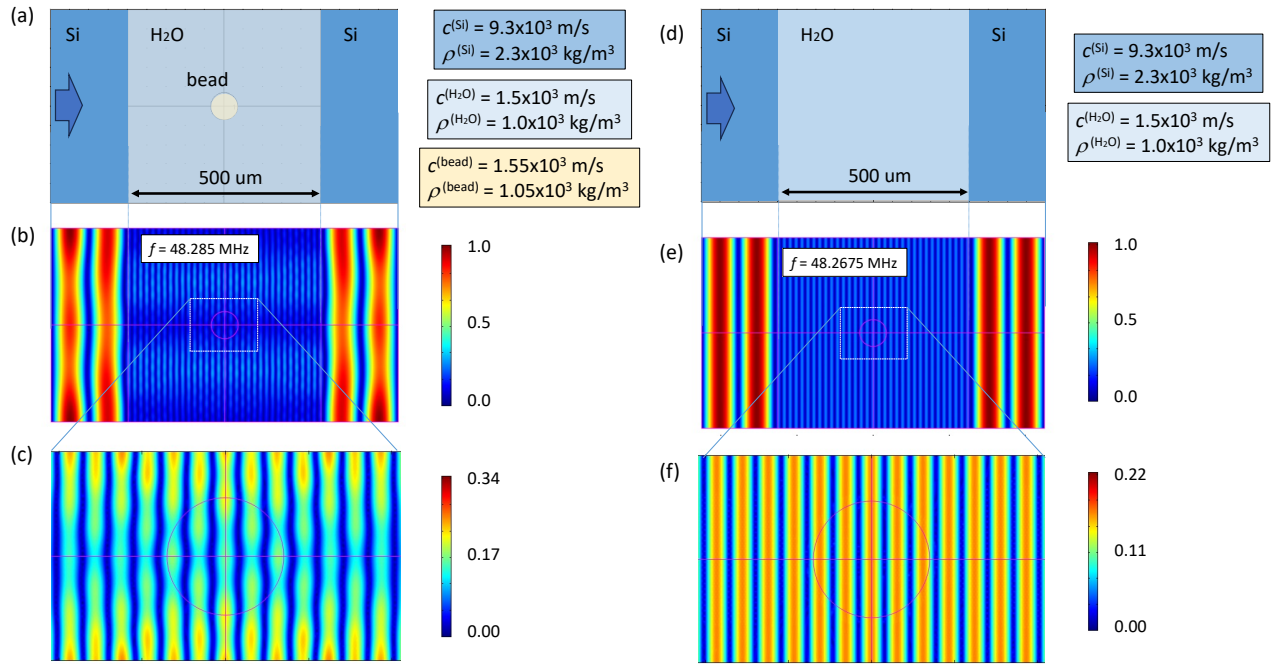 (a)
Si
H₂O
Si
bead
500 um
c⁽ˢⁱ⁾ = 9.3x10³ m/s
ρ⁽ˢⁱ⁾ = 2.3x10³ kg/m³
c⁽ᴴ²ᴼ⁾ = 1.5x10³ m/s
ρ⁽ᴴ²ᴼ⁾ = 1.0x10³ kg/m³
c⁽ᵇᵉᵃᵈ⁾ = 1.55x10³ m/s
ρ⁽ᵇᵉᵃᵈ⁾ = 1.05x10³ kg/m³
(b)
f = 48.285 MHz
1.0
0.5
0.0
(c)
0.34
0.17
0.00
(d)
Si
H₂O
Si
500 um
c⁽ˢⁱ⁾ = 9.3x10³ m/s
ρ⁽ˢⁱ⁾ = 2.3x10³ kg/m³
c⁽ᴴ²ᴼ⁾ = 1.5x10³ m/s
ρ⁽ᴴ²ᴼ⁾ = 1.0x10³ kg/m³
(e)
f = 48.2675 MHz
1.0
0.5
0.0
(f)
0.22
0.11
0.00